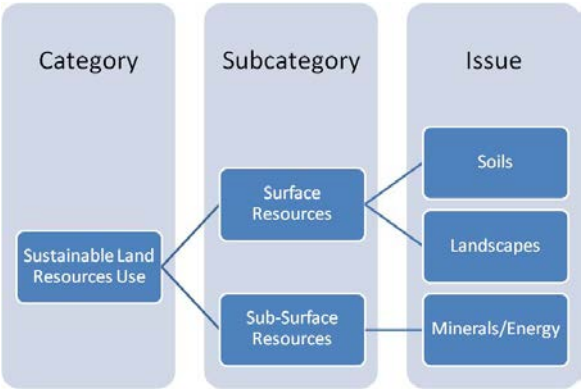 Category
Subcategory
Issue
Sustainable Land
Resources Use
Surface
Resources
Sub-Surface
Resources
Soils
Landscapes
Minerals/Energy